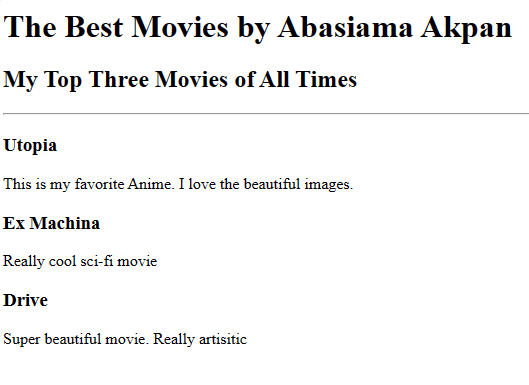 The Best Movies by Abasiama Akpan
My Top Three Movies of All Times
Utopia
This is my favorite Anime. I love the beautiful images.
Ex Machina
Really cool sci-fi movie
Drive
Super beautiful movie. Really artisitic